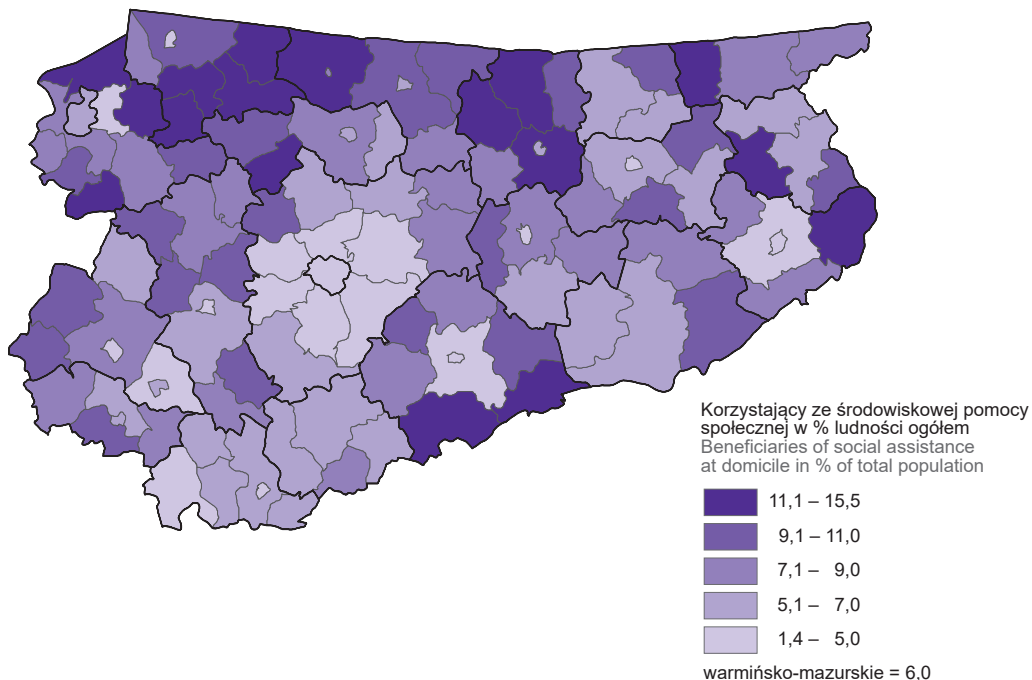 Korzystający ze środowiskowej pomocy
społecznej w % ludności ogółem
Beneficiaries of social assistance
at domicile in % of total population
11,1 – 15,5
9,1 – 11,0
7,1 – 9,0
5,1 – 7,0
1,4 – 5,0
warmińsko-mazurskie = 6,0